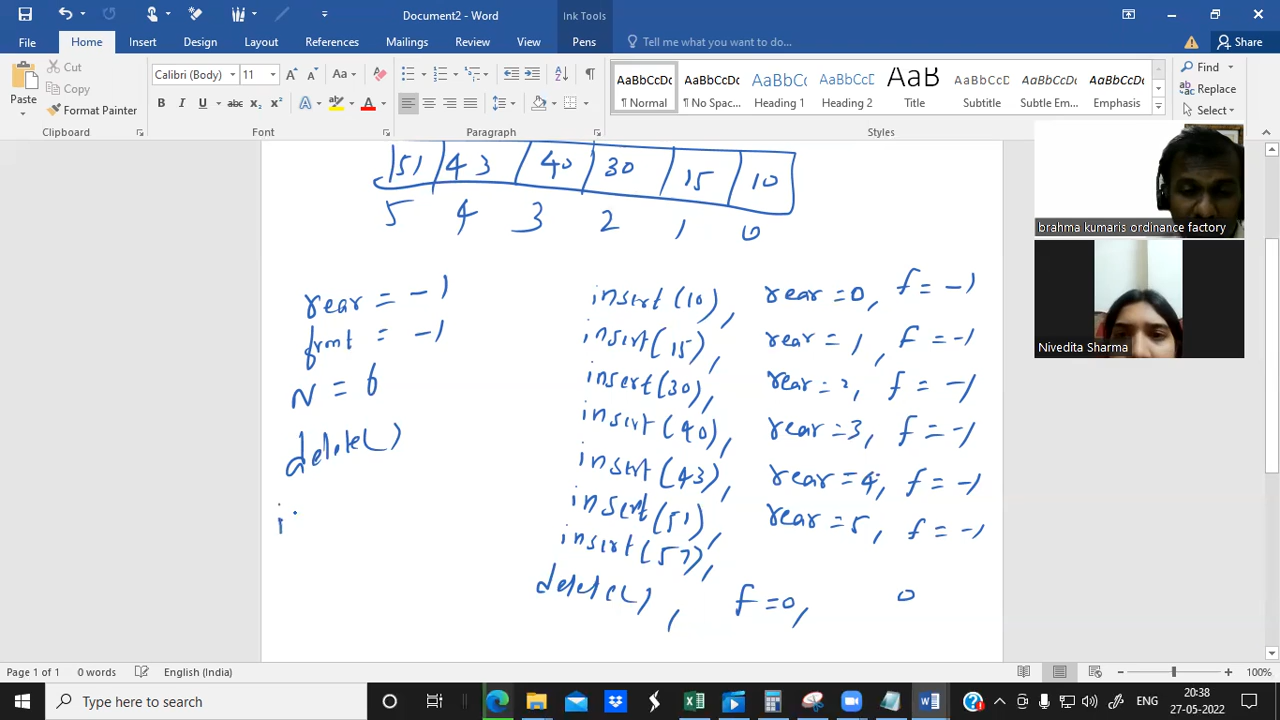 Document2 - Word
Ink Tools
File Home Insert Design Layout References Mailings Review View Pens Tell me what you want to do... Share
Paste Cut Copy Format Painter
Calibri (Body) 11 Aa
B I U abc x₂ x² A A
AaBbCcDc AaBbCcDc AaBbCc AaBbCcD AaB AaBbCcD AaBbCcDc AaBbCcDc
¶ Normal ¶ No Spac... Heading 1 Heading 2 Title Subtitle Subtle Em... Emphasis
Find Replace Select
Clipboard Font Paragraph Styles
51 43 40 30 15 10
5 4 3 2 1 0
brahma kumaris ordinance factory
Nivedita Sharma
rear = -1
front = -1
N = 6
delete()
i
insert(10), rear = 0, f = -1
insert(15), rear = 1, f = -1
insert(30), rear = 2, f = -1
insert(40), rear = 3, f = -1
insert(43), rear = 4, f = -1
insert(51), rear = 5, f = -1
insert(57),
delete(), f = 0, 0
Page 1 of 1 0 words English (India) 100%
Type here to search
ENG 20:38 27-05-2022